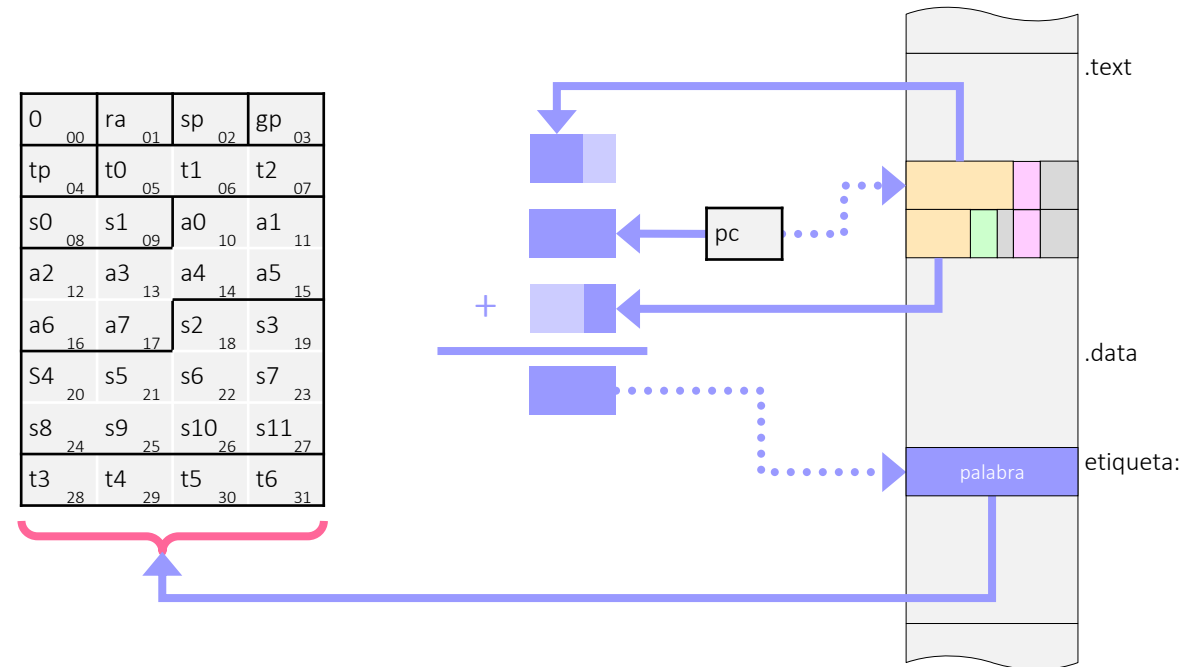 .text
0 00 ra 01 sp 02 gp 03
tp 04 t0 05 t1 06 t2 07
s0 08 s1 09 a0 10 a1 11
a2 12 a3 13 a4 14 a5 15
a6 16 a7 17 s2 18 s3 19
S4 20 s5 21 s6 22 s7 23
s8 24 s9 25 s10 26 s11 27
t3 28 t4 29 t5 30 t6 31
pc
+
.data
etiqueta:
palabra